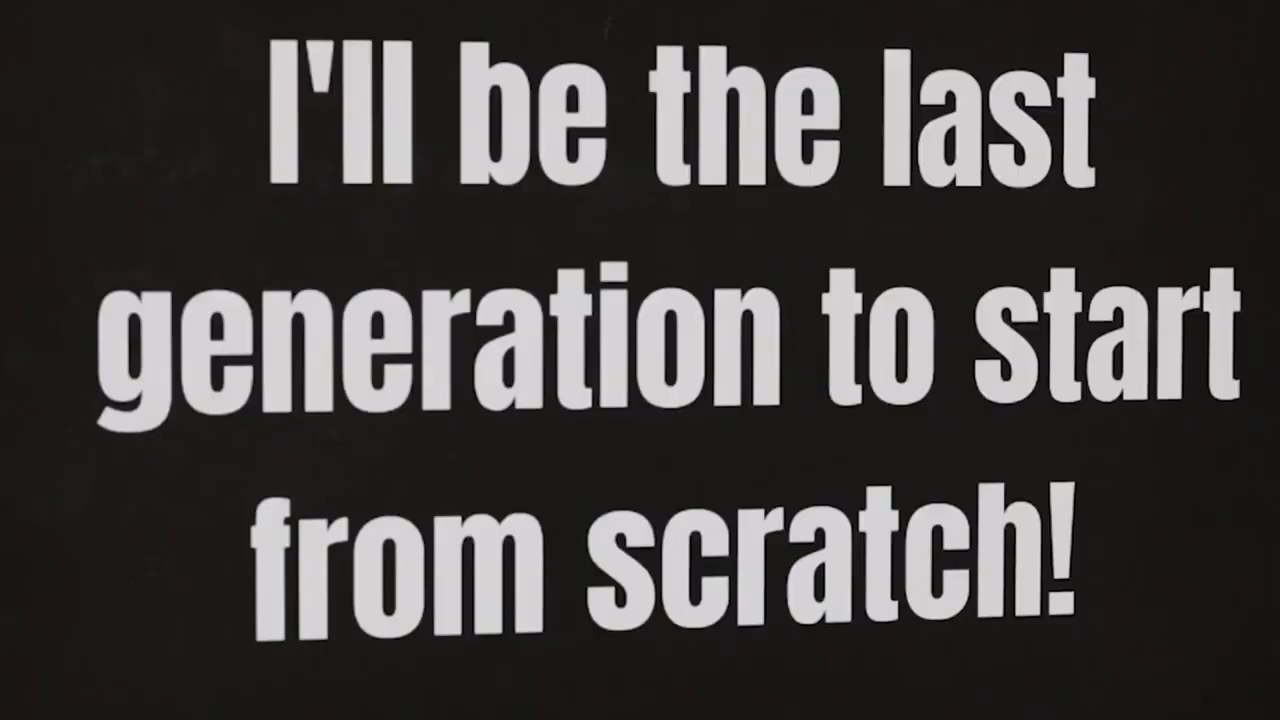 I'll be the last
generation to start
from scratch!